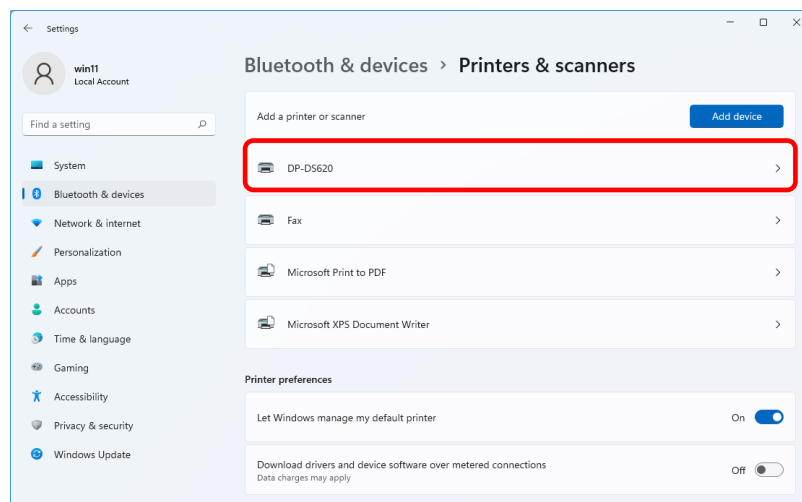 Settings
win11
Local Account
Find a setting
System
Bluetooth & devices
Network & internet
Personalization
Apps
Accounts
Time & language
Gaming
Accessibility
Privacy & security
Windows Update
Bluetooth & devices > Printers & scanners
Add a printer or scanner
Add device
DP-DS620
Fax
Microsoft Print to PDF
Microsoft XPS Document Writer
Printer preferences
Let Windows manage my default printer
On
Download drivers and device software over metered connections
Data charges may apply
Off